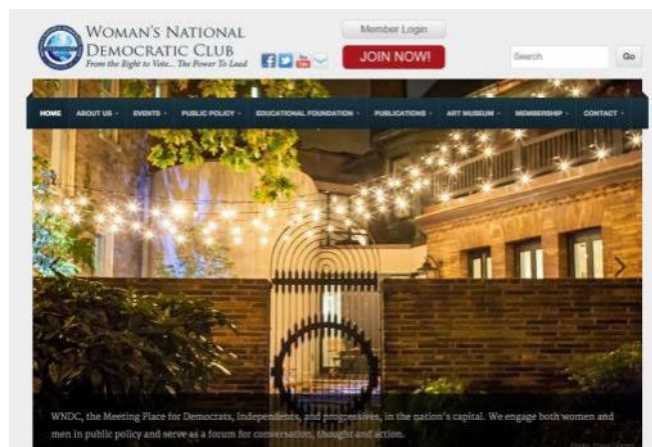 WOMAN'S NATIONAL
DEMOCRATIC CLUB
From the Right to Vote... The Power To Lead
Member Login
JOIN NOW!
Search
Go
HOME ABOUT US EVENTS PUBLIC POLICY EDUCATIONAL FOUNDATION PUBLICATIONS ART MUSEUM MEMBERSHIP CONTACT
WNDC, the Meeting Place for Democrats, Independents, and progressives, in the nation's capital. We engage both women and
men in public policy and serve as a forum for conversation, thought and action.